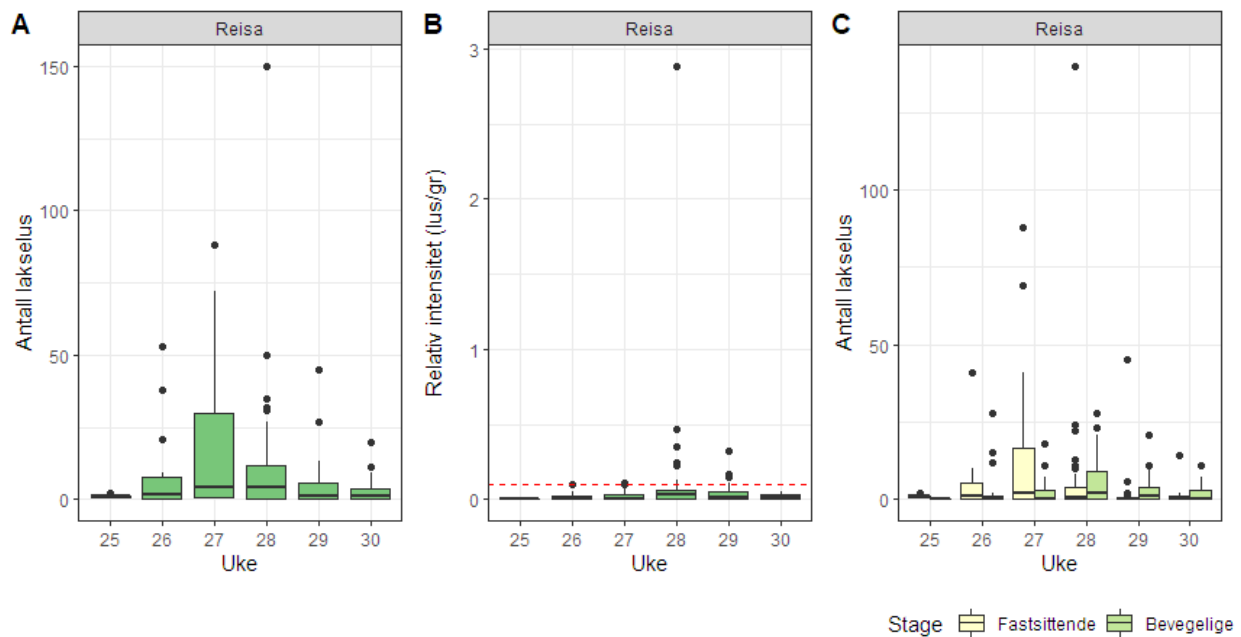 A
Reisa
Antall lakselus
150
100
50
0
25 26 27 28 29 30
Uke
B
Reisa
Relativ intensitet (lus/gr)
3
2
1
0
25 26 27 28 29 30
Uke
C
Reisa
Antall lakselus
100
50
0
25 26 27 28 29 30
Uke
Stage Fastsittende Bevegelige